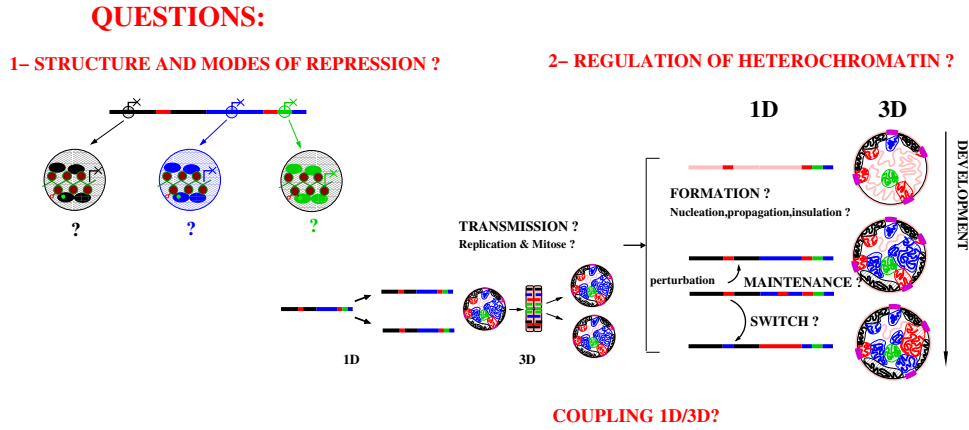 QUESTIONS:
1– STRUCTURE AND MODES OF REPRESSION ?
2– REGULATION OF HETEROCHROMATIN ?
1D
3D
DEVELOPMENT
?
?
?
FORMATION ?
Nucleation,propagation,insulation ?
TRANSMISSION ?
Replication & Mitose ?
perturbation
MAINTENANCE ?
SWITCH ?
1D
3D
COUPLING 1D/3D?